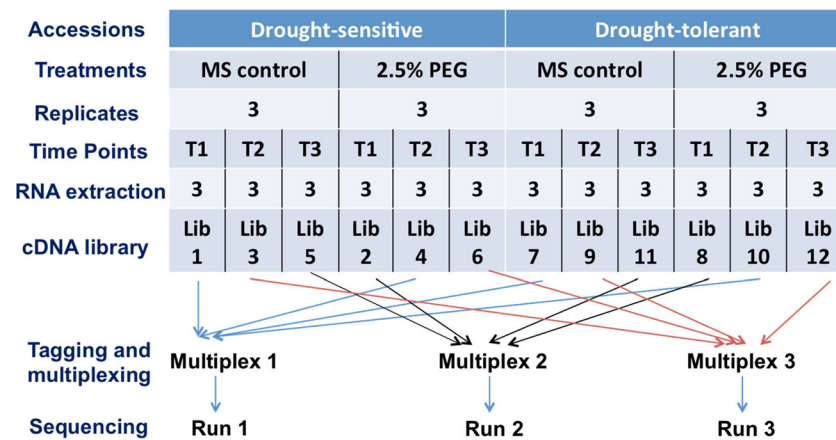 Accessions Drought-sensitive Drought-tolerant
Treatments MS control 2.5% PEG MS control 2.5% PEG
Replicates 3 3 3 3
Time Points T1 T2 T3 T1 T2 T3 T1 T2 T3 T1 T2 T3
RNA extraction 3 3 3 3 3 3 3 3 3 3 3 3
cDNA library Lib 1 Lib 3 Lib 5 Lib 2 Lib 4 Lib 6 Lib 7 Lib 9 Lib 11 Lib 8 Lib 10 Lib 12
Tagging and
multiplexing Multiplex 1 Multiplex 2 Multiplex 3
Sequencing Run 1 Run 2 Run 3